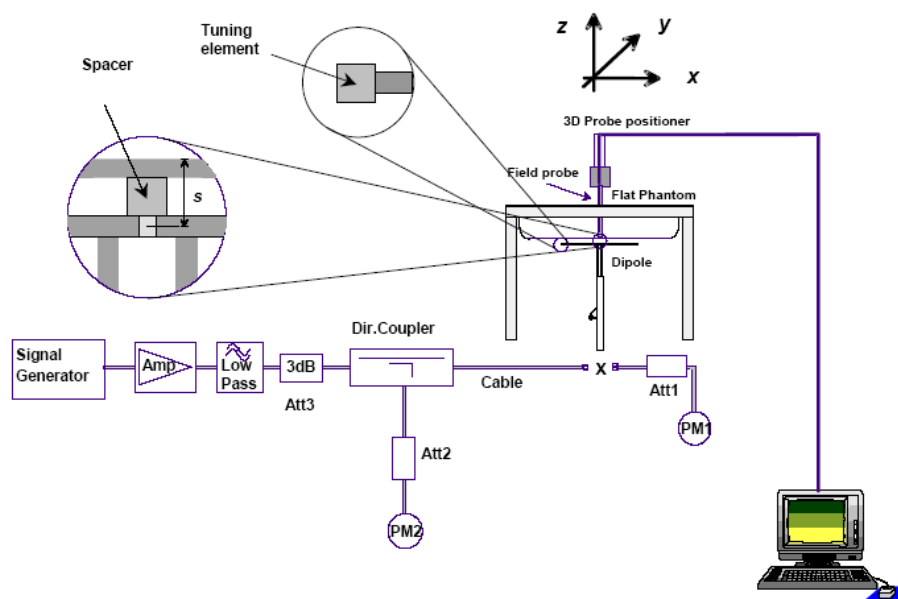 Tuning
element
Spacer
s
z
y
x
3D Probe positioner
Field probe
Flat Phantom
Dipole
Dir.Coupler
Signal
Generator
Amp
Low
Pass
3dB
Att3
Cable
X
Att1
PM1
Att2
PM2